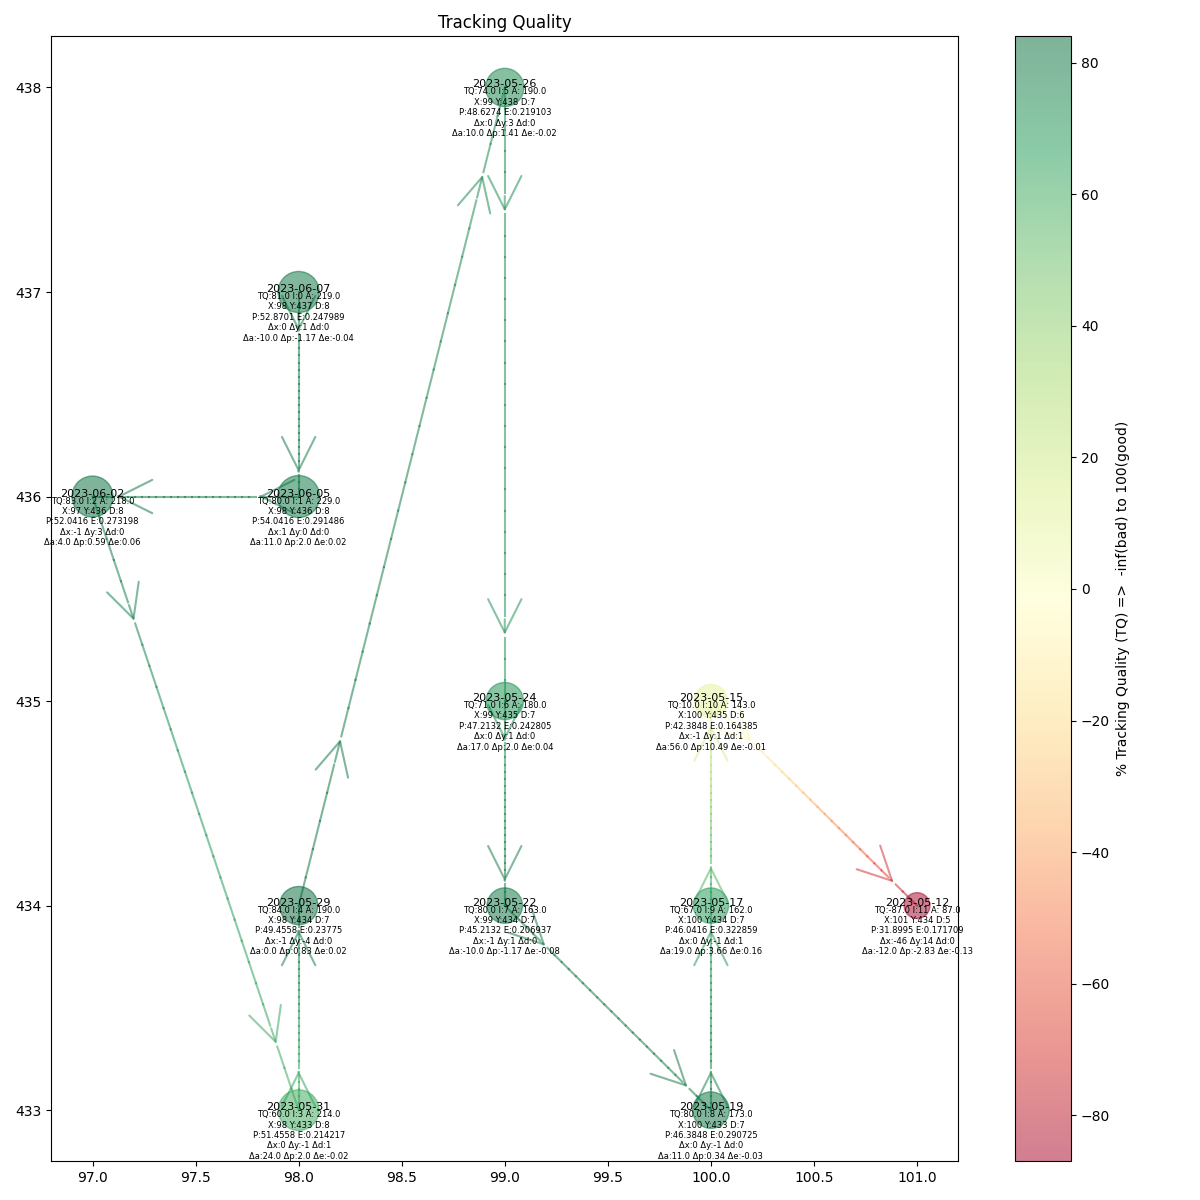 Tracking Quality
2023-05-26
TQ:74.0 I:5 A: 190.0
X:99 Y:438 D:7
P:48.6274 E:0.219103
Δx:0 Δy:3 Δd:0
Δa:10.0 Δp:1.41 Δe:-0.02
2023-06-07
TQ:81.0 I:0 A: 219.0
X:98 Y:437 D:8
P:52.8701 E:0.247989
Δx:0 Δy:1 Δd:0
Δa:-10.0 Δp:-1.17 Δe:-0.04
2023-06-02
TQ:83.0 I:2 A: 218.0
X:97 Y:436 D:8
P:52.0416 E:0.273198
Δx:-1 Δy:3 Δd:0
Δa:4.0 Δp:0.59 Δe:0.06
2023-06-05
TQ:80.0 I:1 A: 229.0
X:98 Y:436 D:8
P:54.0416 E:0.291486
Δx:1 Δy:0 Δd:0
Δa:11.0 Δp:2.0 Δe:0.02
2023-05-24
TQ:71.0 I:6 A: 180.0
X:99 Y:435 D:7
P:47.2132 E:0.242805
Δx:0 Δy:1 Δd:0
Δa:17.0 Δp:2.0 Δe:0.04
2023-05-15
TQ:10.0 I:10 A: 143.0
X:100 Y:435 D:6
P:42.3848 E:0.164385
Δx:-1 Δy:1 Δd:1
Δa:56.0 Δp:10.49 Δe:-0.01
2023-05-29
TQ:84.0 I:4 A: 190.0
X:98 Y:434 D:7
P:49.4558 E:0.23775
Δx:-1 Δy:-4 Δd:0
Δa:0.0 Δp:0.83 Δe:0.02
2023-05-22
TQ:80.0 I:7 A: 163.0
X:99 Y:434 D:7
P:45.2132 E:0.206937
Δx:-1 Δy:1 Δd:0
Δa:-10.0 Δp:-1.17 Δe:-0.08
2023-05-17
TQ:67.0 I:9 A: 162.0
X:100 Y:434 D:7
P:46.0416 E:0.322859
Δx:0 Δy:-1 Δd:1
Δa:19.0 Δp:3.66 Δe:0.16
2023-05-12
TQ:-87.0 I:11 A: 87.0
X:101 Y:434 D:5
P:31.8995 E:0.171709
Δx:-46 Δy:14 Δd:0
Δa:-12.0 Δp:-2.83 Δe:-0.13
2023-05-31
TQ:60.0 I:3 A: 214.0
X:98 Y:433 D:8
P:51.4558 E:0.214217
Δx:0 Δy:-1 Δd:1
Δa:24.0 Δp:2.0 Δe:-0.02
2023-05-19
TQ:80.0 I:8 A: 173.0
X:100 Y:433 D:7
P:46.3848 E:0.290725
Δx:0 Δy:-1 Δd:0
Δa:11.0 Δp:0.34 Δe:-0.03
438
437
436
435
434
433
97.0 97.5 98.0 98.5 99.0 99.5 100.0 100.5 101.0
80
60
40
20
0
−20
−40
−60
−80
% Tracking Quality (TQ) => -inf(bad) to 100(good)